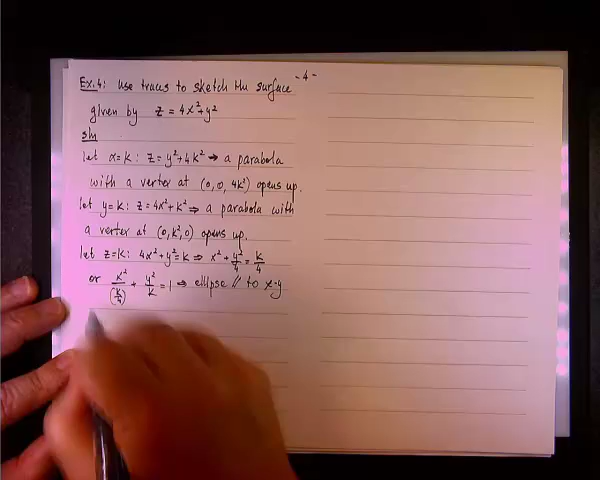 -4-
Ex.4: use traces to sketch the surface
given by z = 4x²+y²
sln
let x=k: z=y²+4k² → a parabola
with a vertex at (0,0,4k²) opens up.
let y=k: z=4x²+k² ⇒ a parabola with
a vertex at (0,k²,0) opens up.
let z=k: 4x²+y²=k ⇒ x²+y²/4=k/4
or x²/(k/4) + y²/k = 1 ⇒ ellipse // to x-y